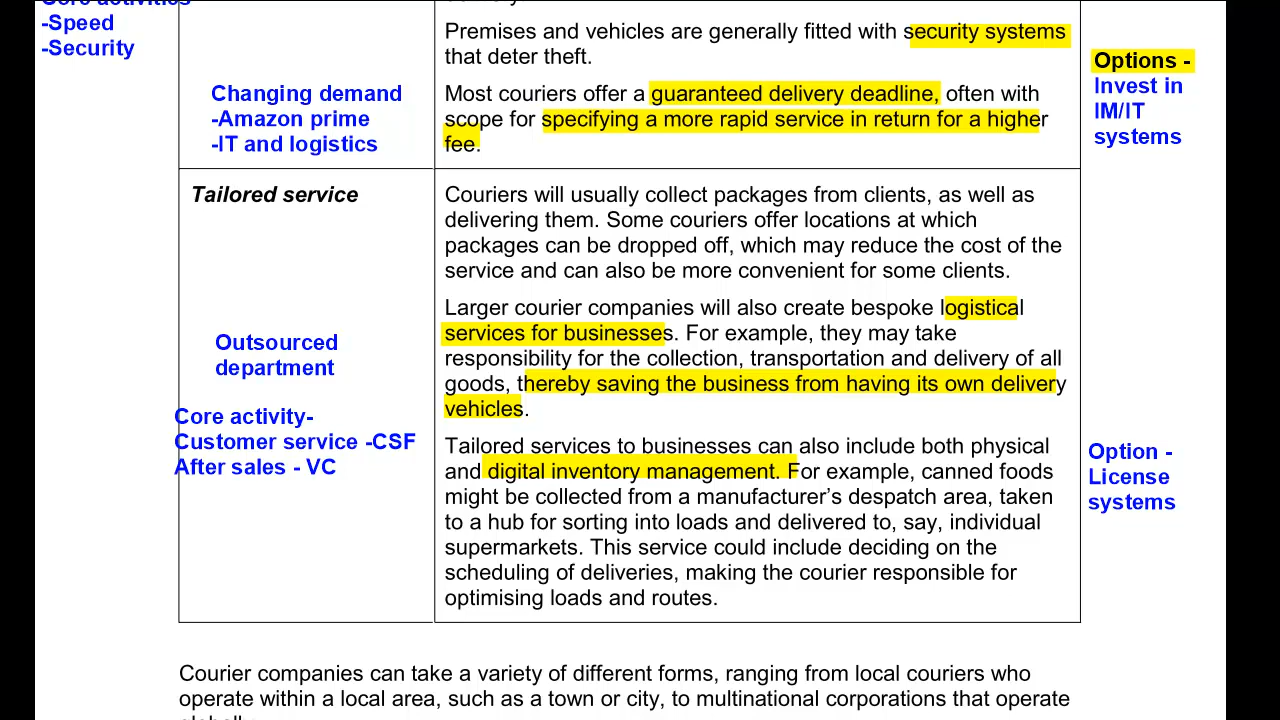 Core activities
-Speed
-Security
Premises and vehicles are generally fitted with security systems
that deter theft.
Options -
Invest in
IM/IT
systems
Changing demand
-Amazon prime
-IT and logistics
Most couriers offer a guaranteed delivery deadline, often with
scope for specifying a more rapid service in return for a higher
fee.
Tailored service
Couriers will usually collect packages from clients, as well as
delivering them. Some couriers offer locations at which
packages can be dropped off, which may reduce the cost of the
service and can also be more convenient for some clients.
Larger courier companies will also create bespoke logistical
services for businesses. For example, they may take
responsibility for the collection, transportation and delivery of all
goods, thereby saving the business from having its own delivery
vehicles.
Outsourced
department
Core activity-
Customer service -CSF
After sales - VC
Tailored services to businesses can also include both physical
and digital inventory management. For example, canned foods
might be collected from a manufacturer’s despatch area, taken
to a hub for sorting into loads and delivered to, say, individual
supermarkets. This service could include deciding on the
scheduling of deliveries, making the courier responsible for
optimising loads and routes.
Option -
License
systems
Courier companies can take a variety of different forms, ranging from local couriers who
operate within a local area, such as a town or city, to multinational corporations that operate